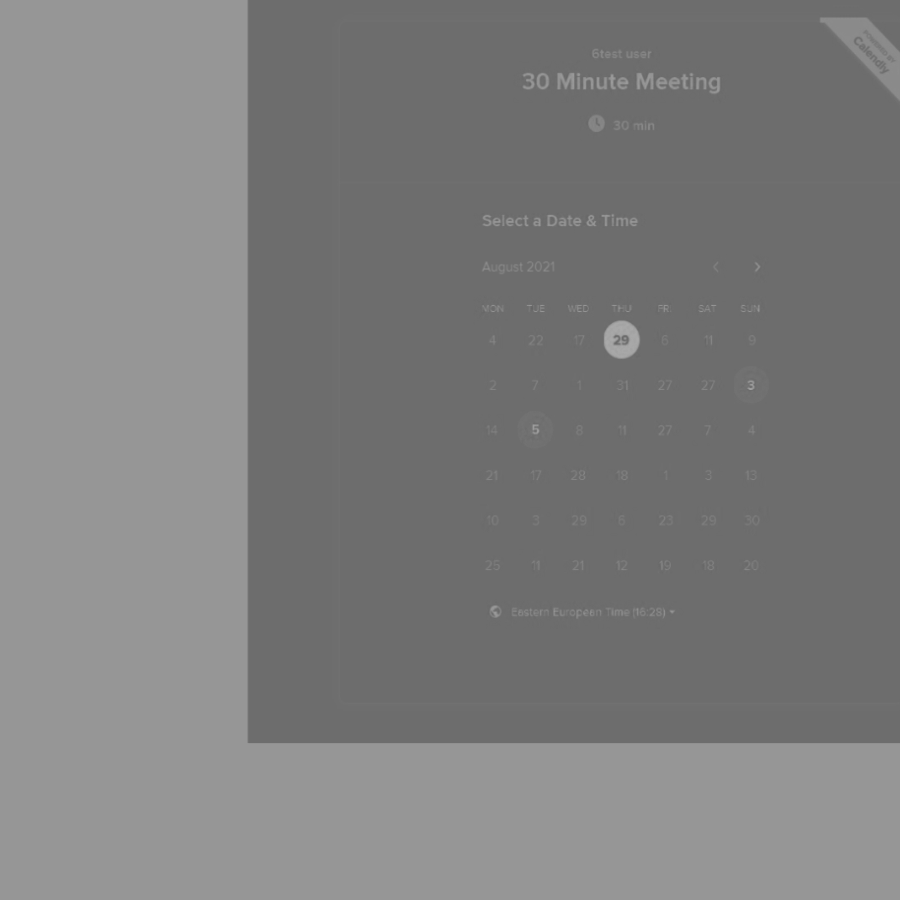 POWERED BY
Calendly
6test user
30 Minute Meeting
30 min
Select a Date & Time
August 2021
MON TUE WED THU FRI SAT SUN
4 22 17 29 6 11 9
2 7 1 31 27 27 3
14 5 8 11 27 7 4
21 17 28 18 1 3 13
10 3 29 6 23 29 30
25 11 21 12 19 18 20
Eastern European Time (16:28)